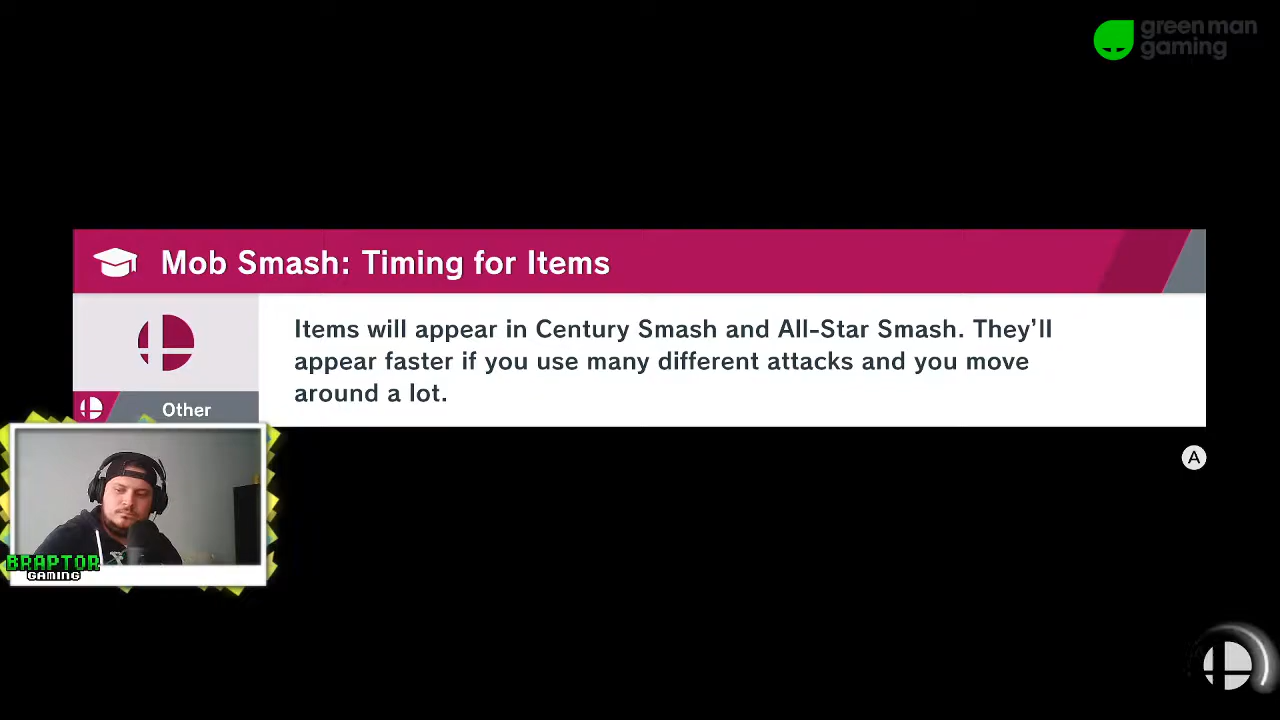 green man
gaming
Mob Smash: Timing for Items
Items will appear in Century Smash and All-Star Smash. They'll
appear faster if you use many different attacks and you move
around a lot.
Other
A
BRAPTOR
GAMING